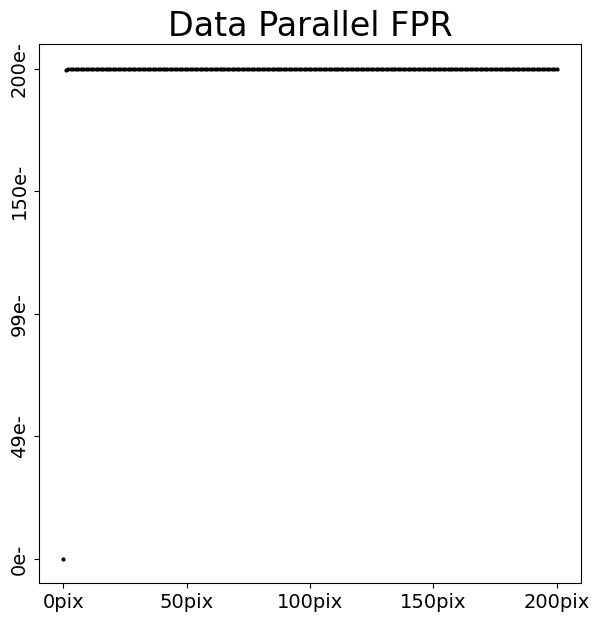 Data Parallel FPR
200e-
150e-
99e-
49e-
0e-
0pix 50pix 100pix 150pix 200pix